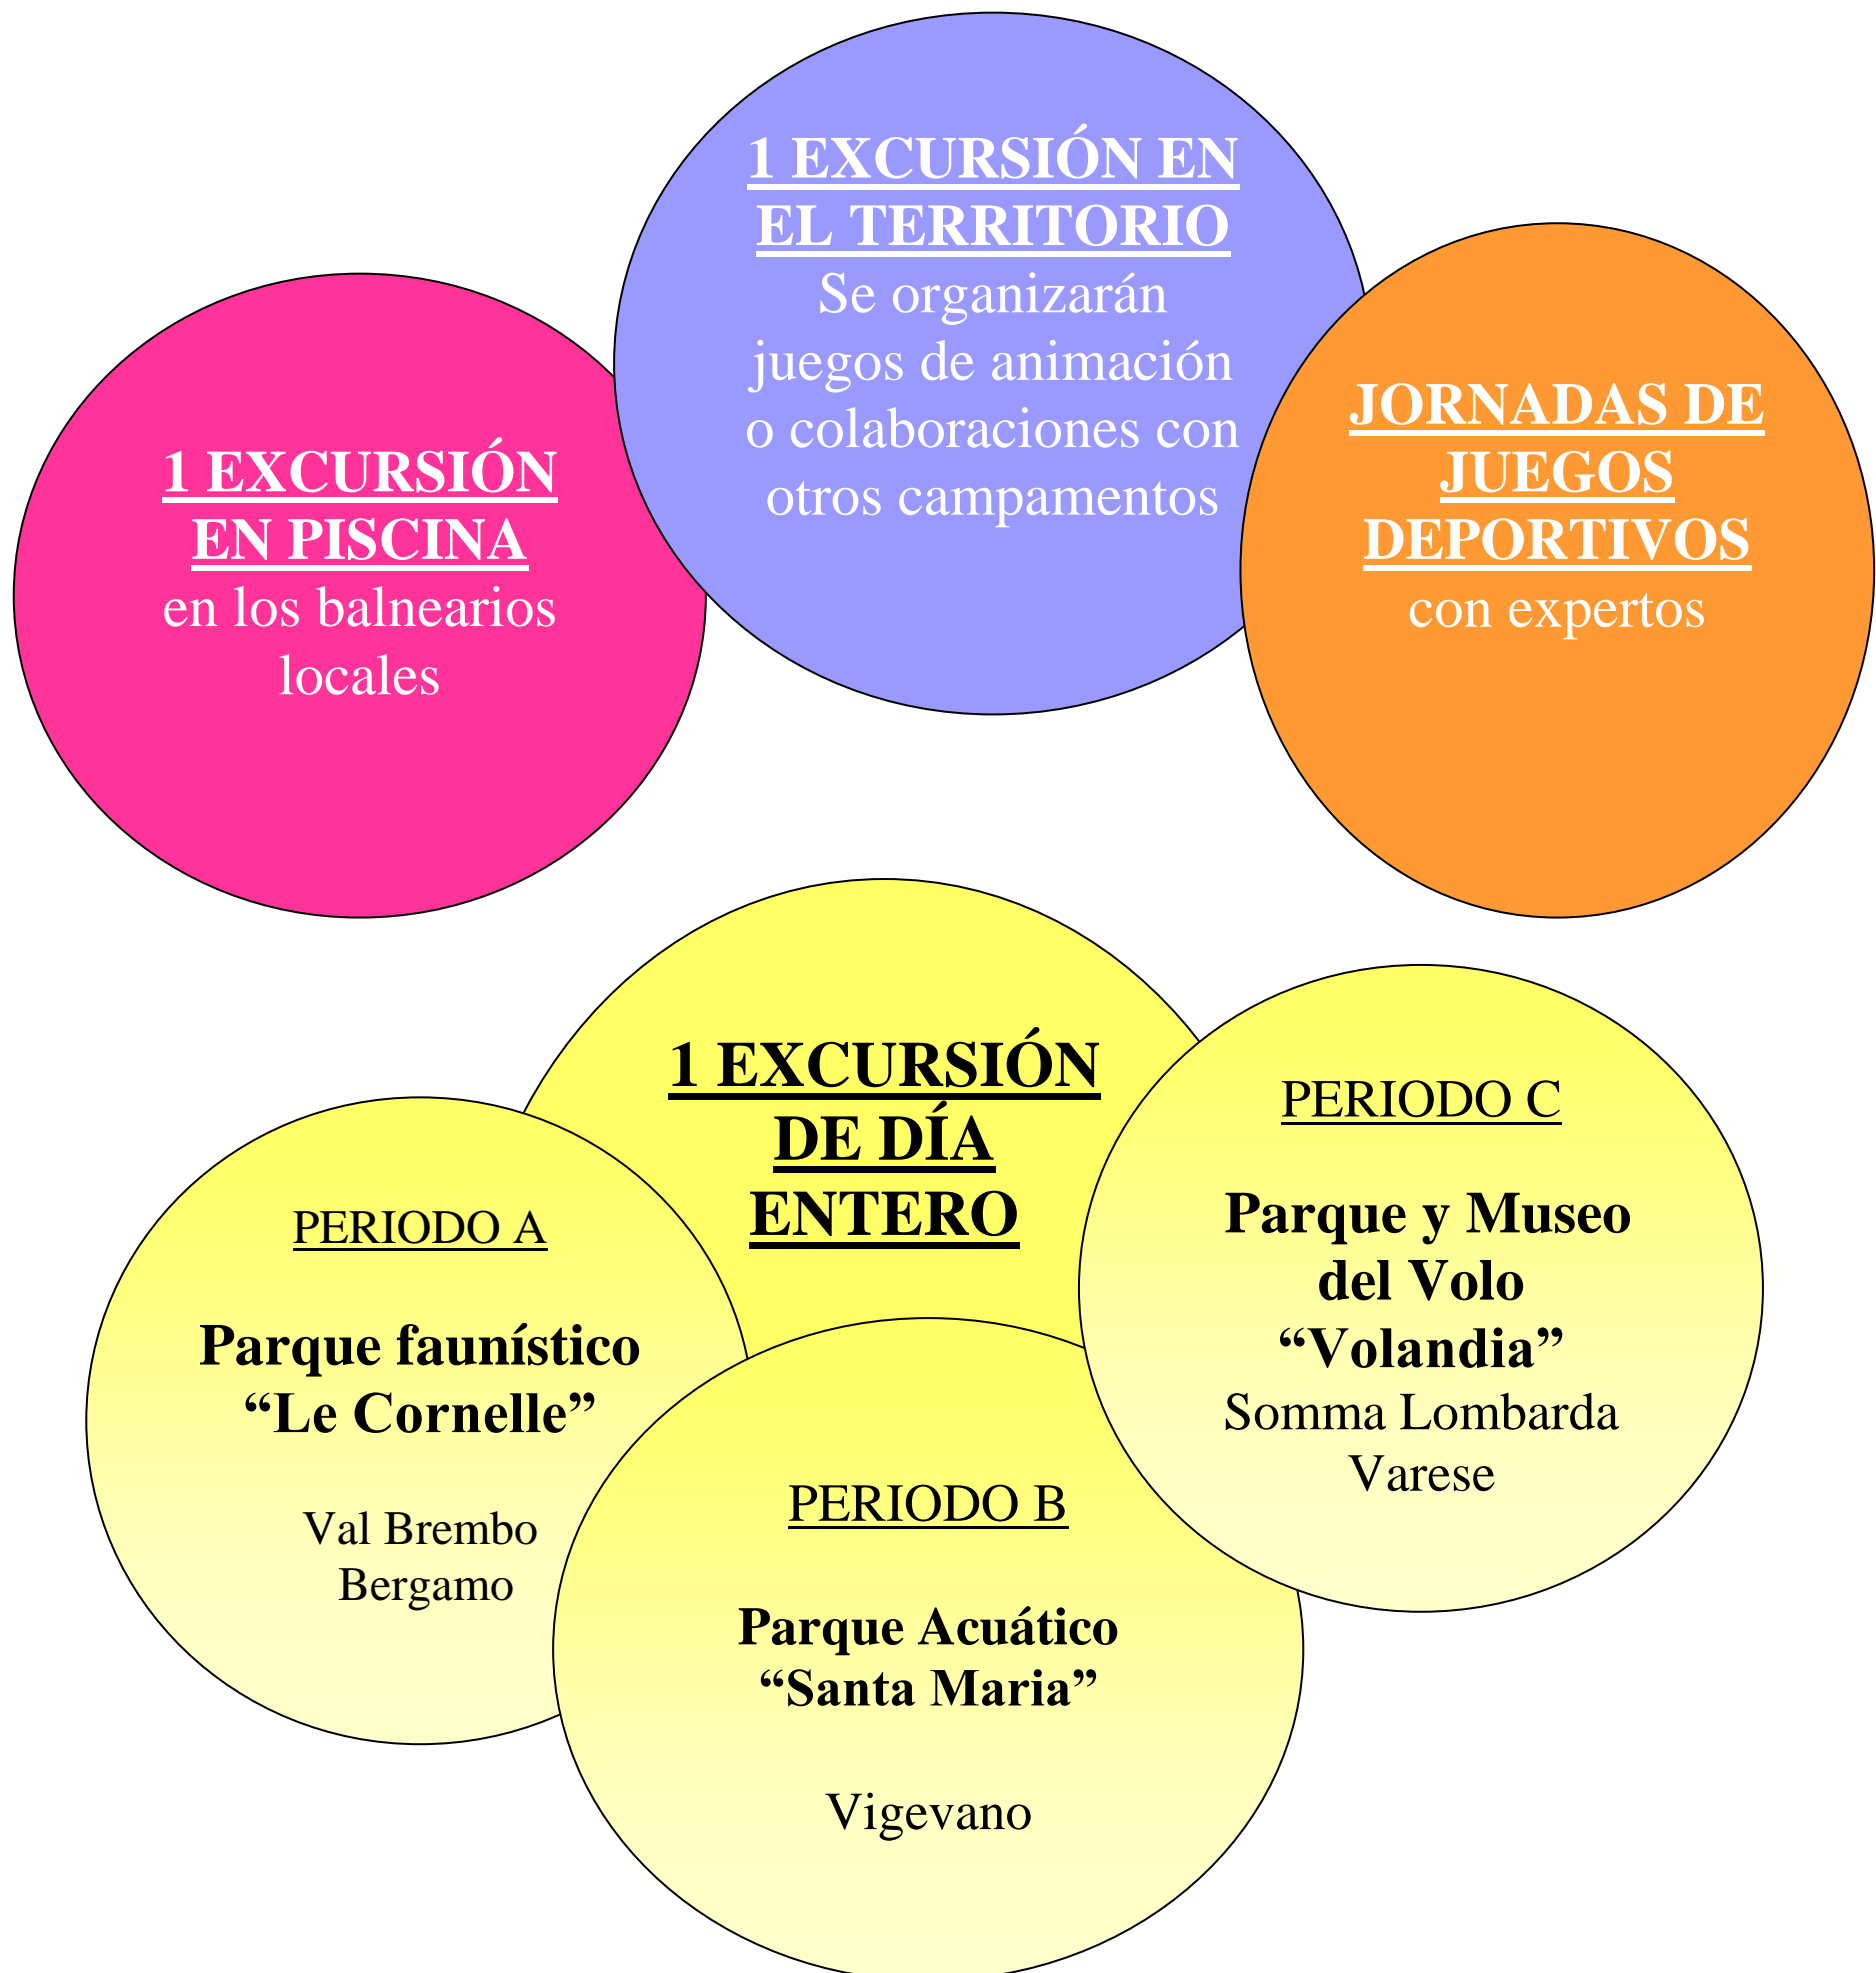 1 EXCURSIÓN EN
EL TERRITORIO
Se organizarán
juegos de animación
o colaboraciones con
otros campamentos
1 EXCURSIÓN
EN PISCINA
en los balnearios
locales
JORNADAS DE
JUEGOS
DEPORTIVOS
con expertos
1 EXCURSIÓN
DE DÍA
ENTERO
PERIODO A
Parque faunístico
“Le Cornelle”
Val Brembo
Bergamo
PERIODO B
Parque Acuático
“Santa Maria”
Vigevano
PERIODO C
Parque y Museo
del Volo
“Volandia”
Somma Lombarda
Varese